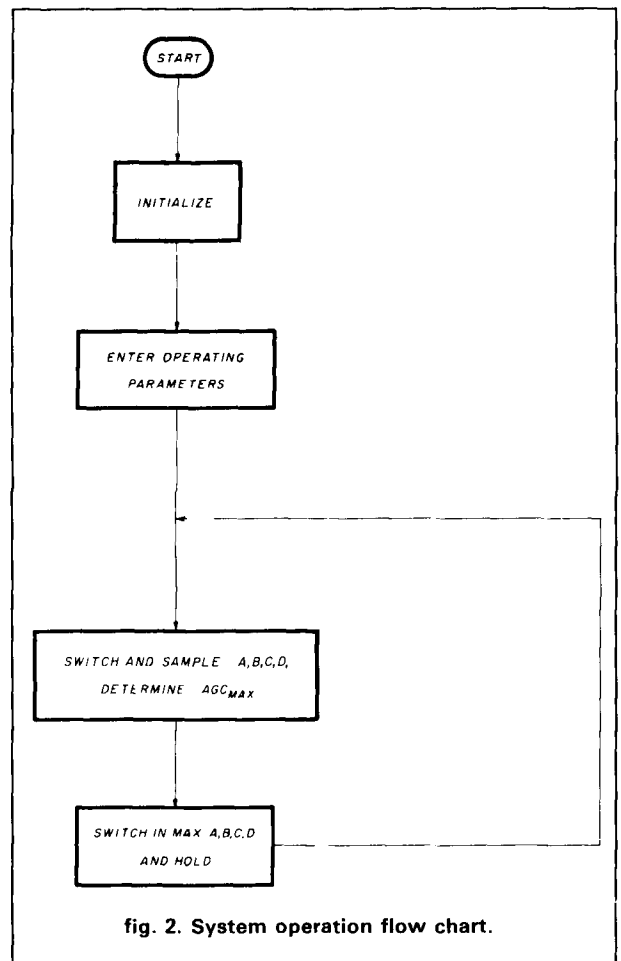 START
INITIALIZE
ENTER OPERATING
PARAMETERS
SWITCH AND SAMPLE A,B,C,D,
DETERMINE AGCMAX
SWITCH IN MAX A,B,C,D
AND HOLD
fig. 2. System operation flow chart.